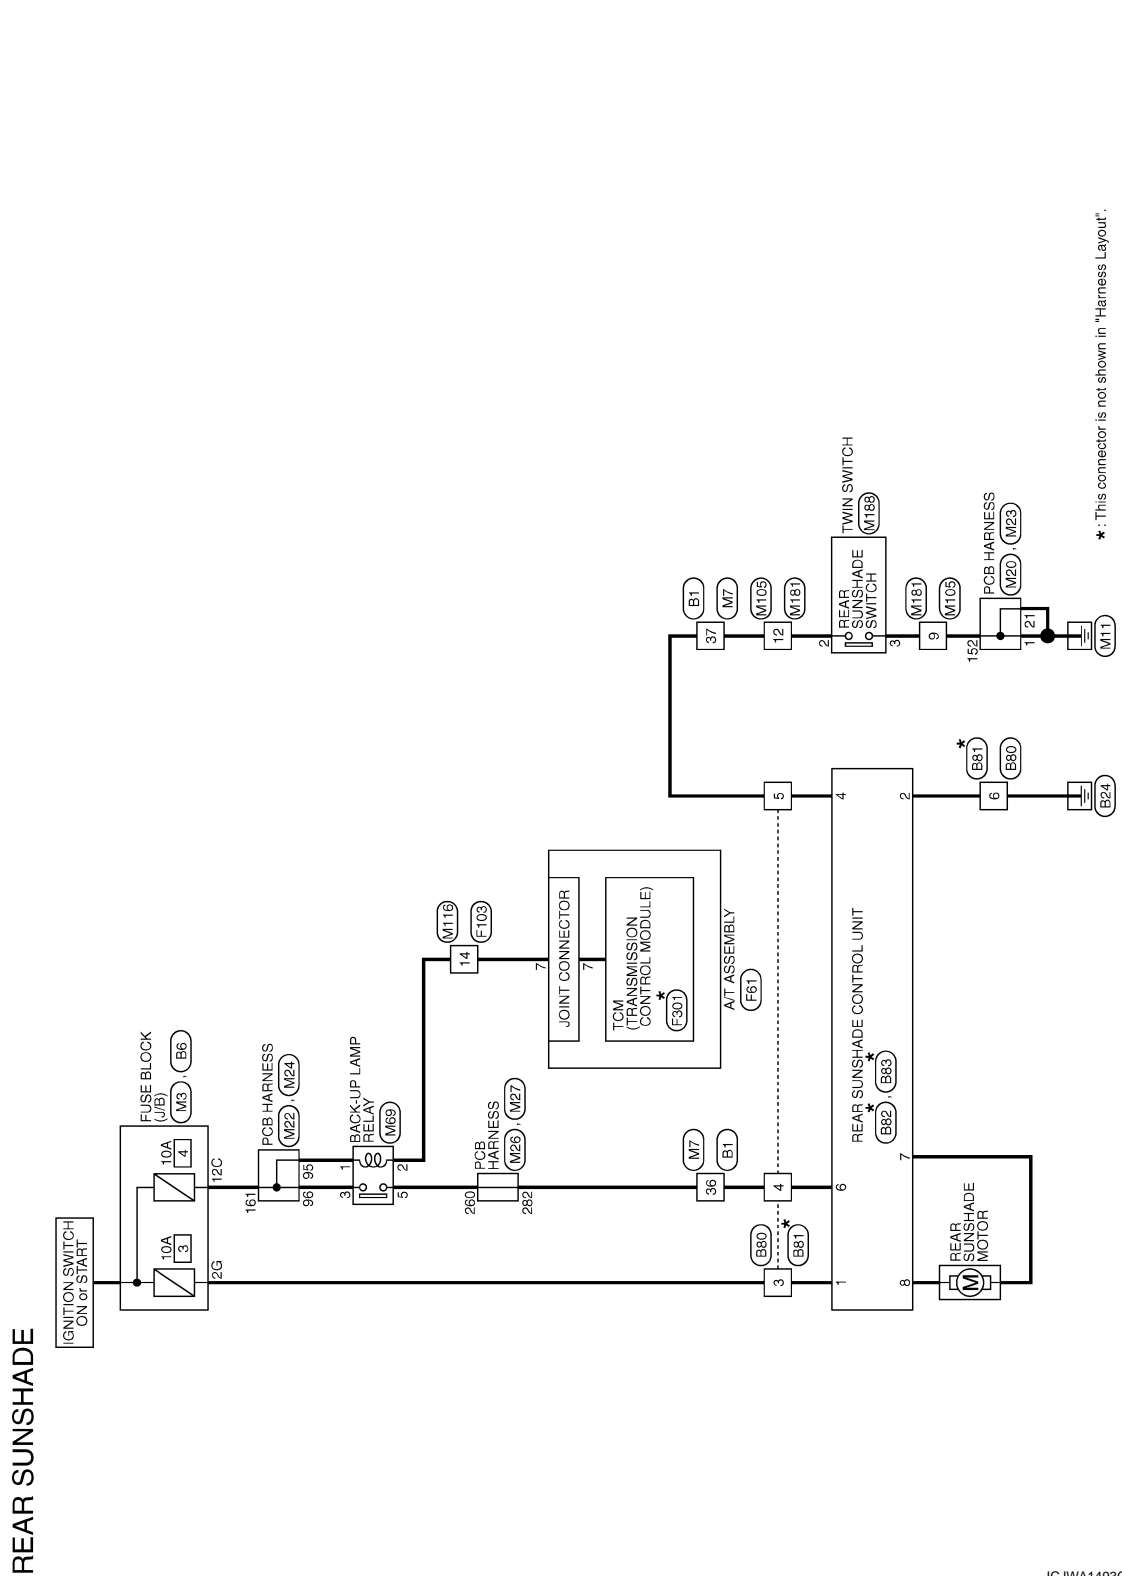 REAR SUNSHADE
IGNITION SWITCH
ON or START
FUSE BLOCK
(J/B)
M3 , B6
10A
3
10A
4
2G
12C
PCB HARNESS
M22 , M24
161
96
95
BACK-UP LAMP
RELAY
M69
3
1
5
2
PCB
HARNESS
M26 , M27
260
282
M116
F103
14
7
JOINT CONNECTOR
7
TCM
(TRANSMISSION
CONTROL MODULE)
*
F301
A/T ASSEMBLY
F61
M7
B1
36
B80
*
B81
3
4
5
B1
M7
37
M105
M181
12
TWIN SWITCH
M188
REAR
SUNSHADE
SWITCH
2
3
M181
M105
9
PCB HARNESS
M20 , M23
152
1
21
M11
1
6
4
REAR SUNSHADE CONTROL UNIT
* *
B82 , B83
8
7
2
REAR
SUNSHADE
MOTOR
M
*
B81
B80
6
B24
* : This connector is not shown in "Harness Layout".